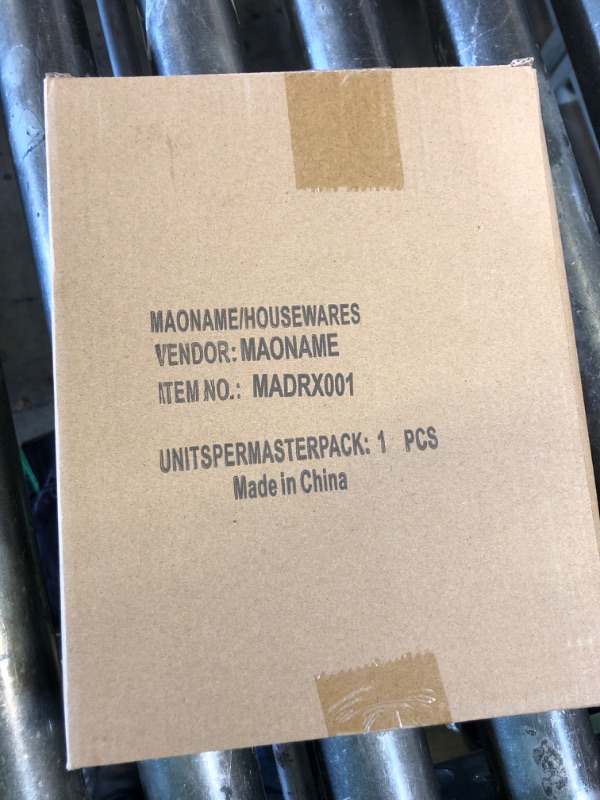 MAONAME/HOUSEWARES
VENDOR: MAONAME
ITEM NO.: MADRX001
UNITSPERMASTERPACK: 1 PCS
Made in China